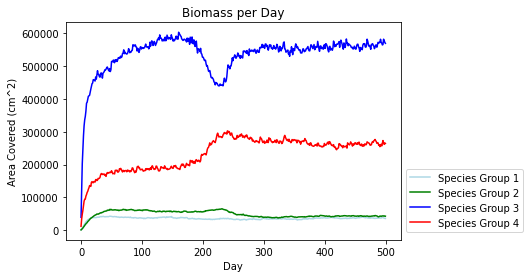 Biomass per Day
Area Covered (cm^2)
600000
500000
400000
300000
200000
100000
0
0 100 200 300 400 500
Day
Species Group 1
Species Group 2
Species Group 3
Species Group 4